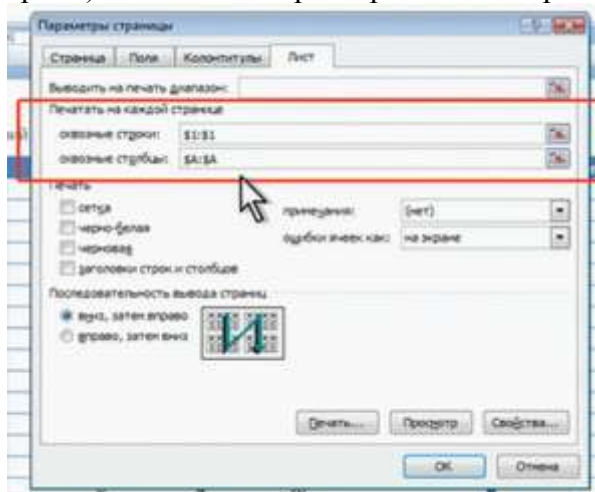 Параметры страницы
Страница Поля Колонтитулы Лист
Выводить на печать диапазон:
Печатать на каждой странице
сквозные строки: $1:$1
сквозные столбцы: $A:$A
Печать
сетка
примечания: (нет)
черно-белая
ошибки ячеек как: на экране
черновая
заголовки строк и столбцов
Последовательность вывода страниц
вниз, затем вправо
вправо, затем вниз
Печать... Просмотр Свойства...
ОК Отмена